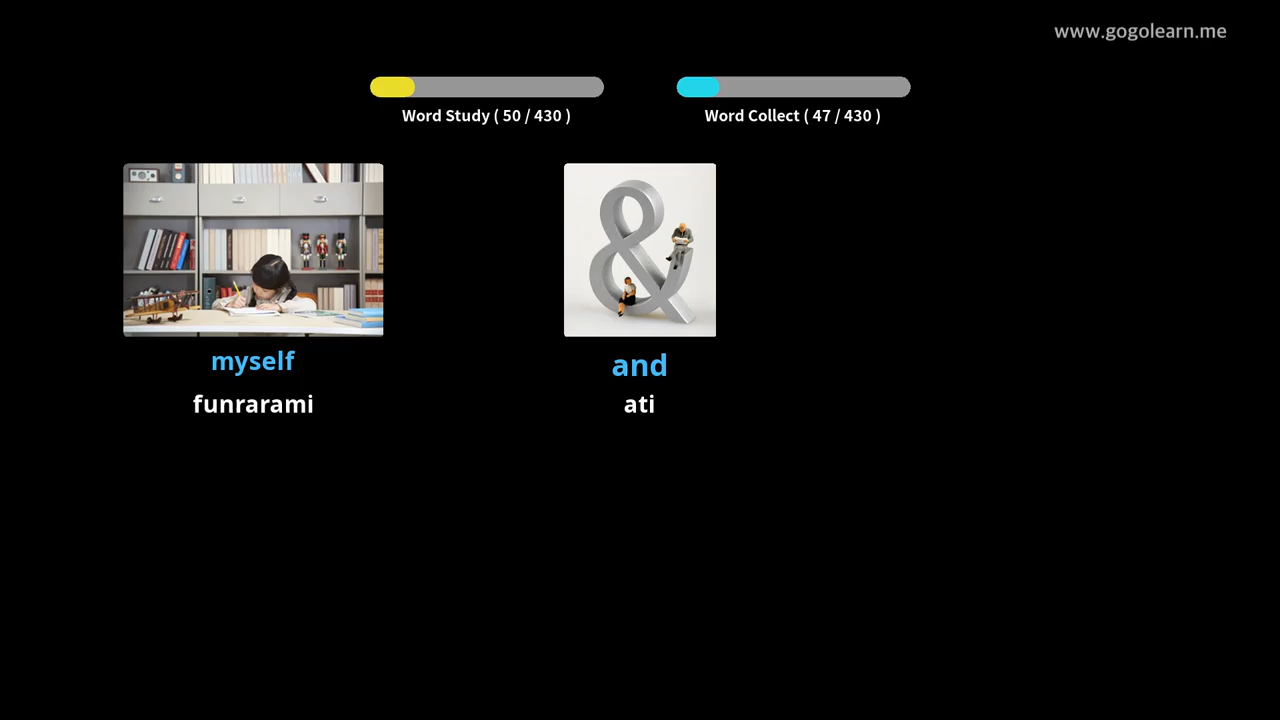 www.gogolearn.me
Word Study ( 50 / 430 )
Word Collect ( 47 / 430 )
myself
funrarami
and
ati